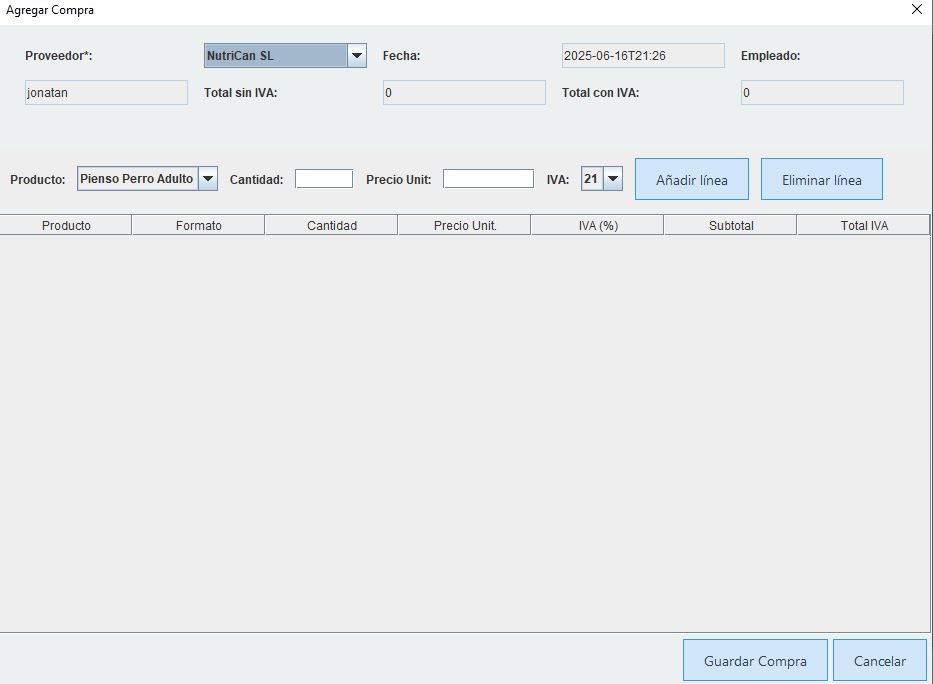 Agregar Compra
Proveedor*: NutriCan SL Fecha: 2025-06-16T21:26 Empleado:
jonatan Total sin IVA: 0 Total con IVA: 0
Producto: Pienso Perro Adulto Cantidad: Precio Unit: IVA: 21 Añadir línea Eliminar línea
Producto Formato Cantidad Precio Unit. IVA (%) Subtotal Total IVA
Guardar Compra Cancelar